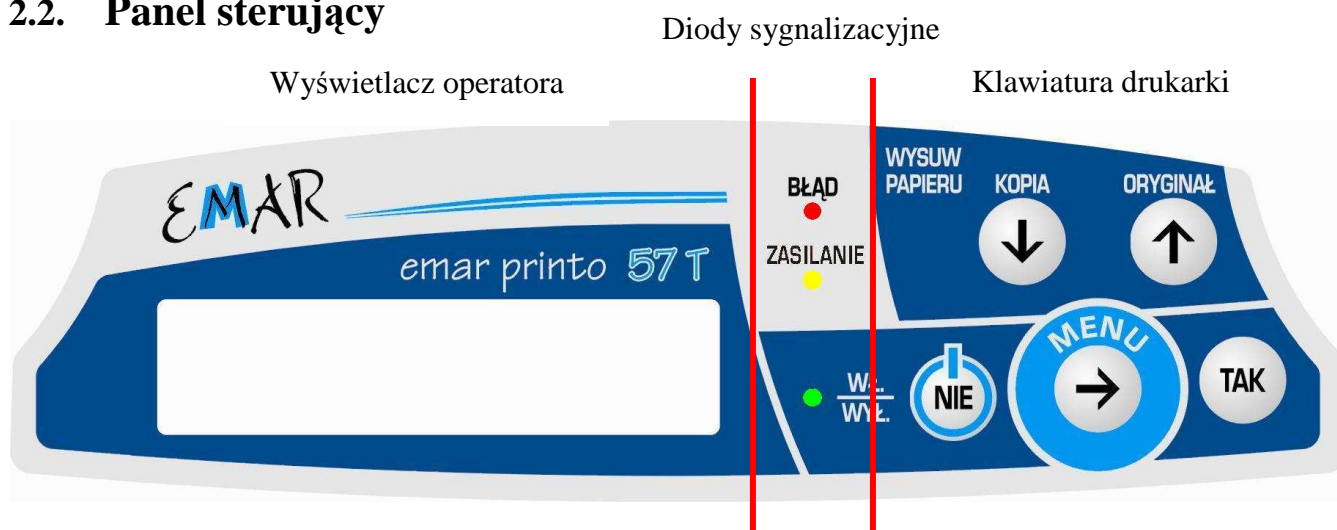 2.2. Panel sterujący
Diody sygnalizacyjne
Wyświetlacz operatora
Klawiatura drukarki
EMAR
emar printo 57 T
BŁĄD
ZASILANIE
WYSUW
PAPIERU
KOPIA
ORYGINAŁ
MENU
WŁ.
WYŁ.
NIE
TAK